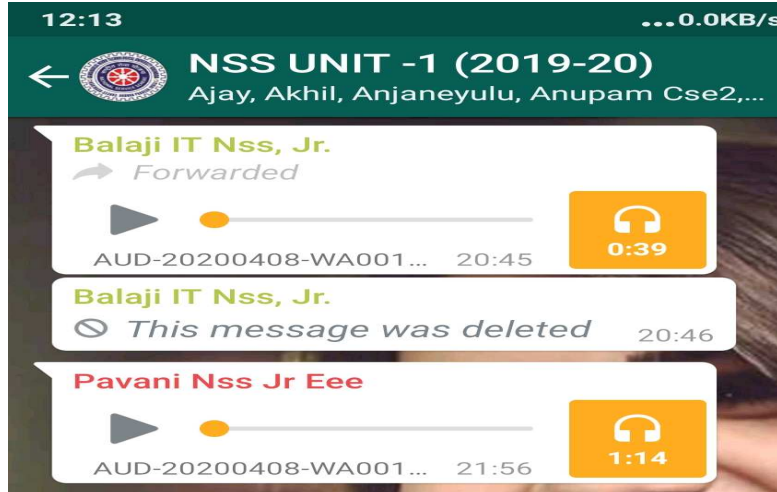 12:13 ...0.0KB/s
NSS UNIT -1 (2019-20)
Ajay, Akhil, Anjaneyulu, Anupam Cse2,...
Balaji IT Nss, Jr.
Forwarded
0:39
AUD-20200408-WA001... 20:45
Balaji IT Nss, Jr.
This message was deleted 20:46
Pavani Nss Jr Eee
1:14
AUD-20200408-WA001... 21:56